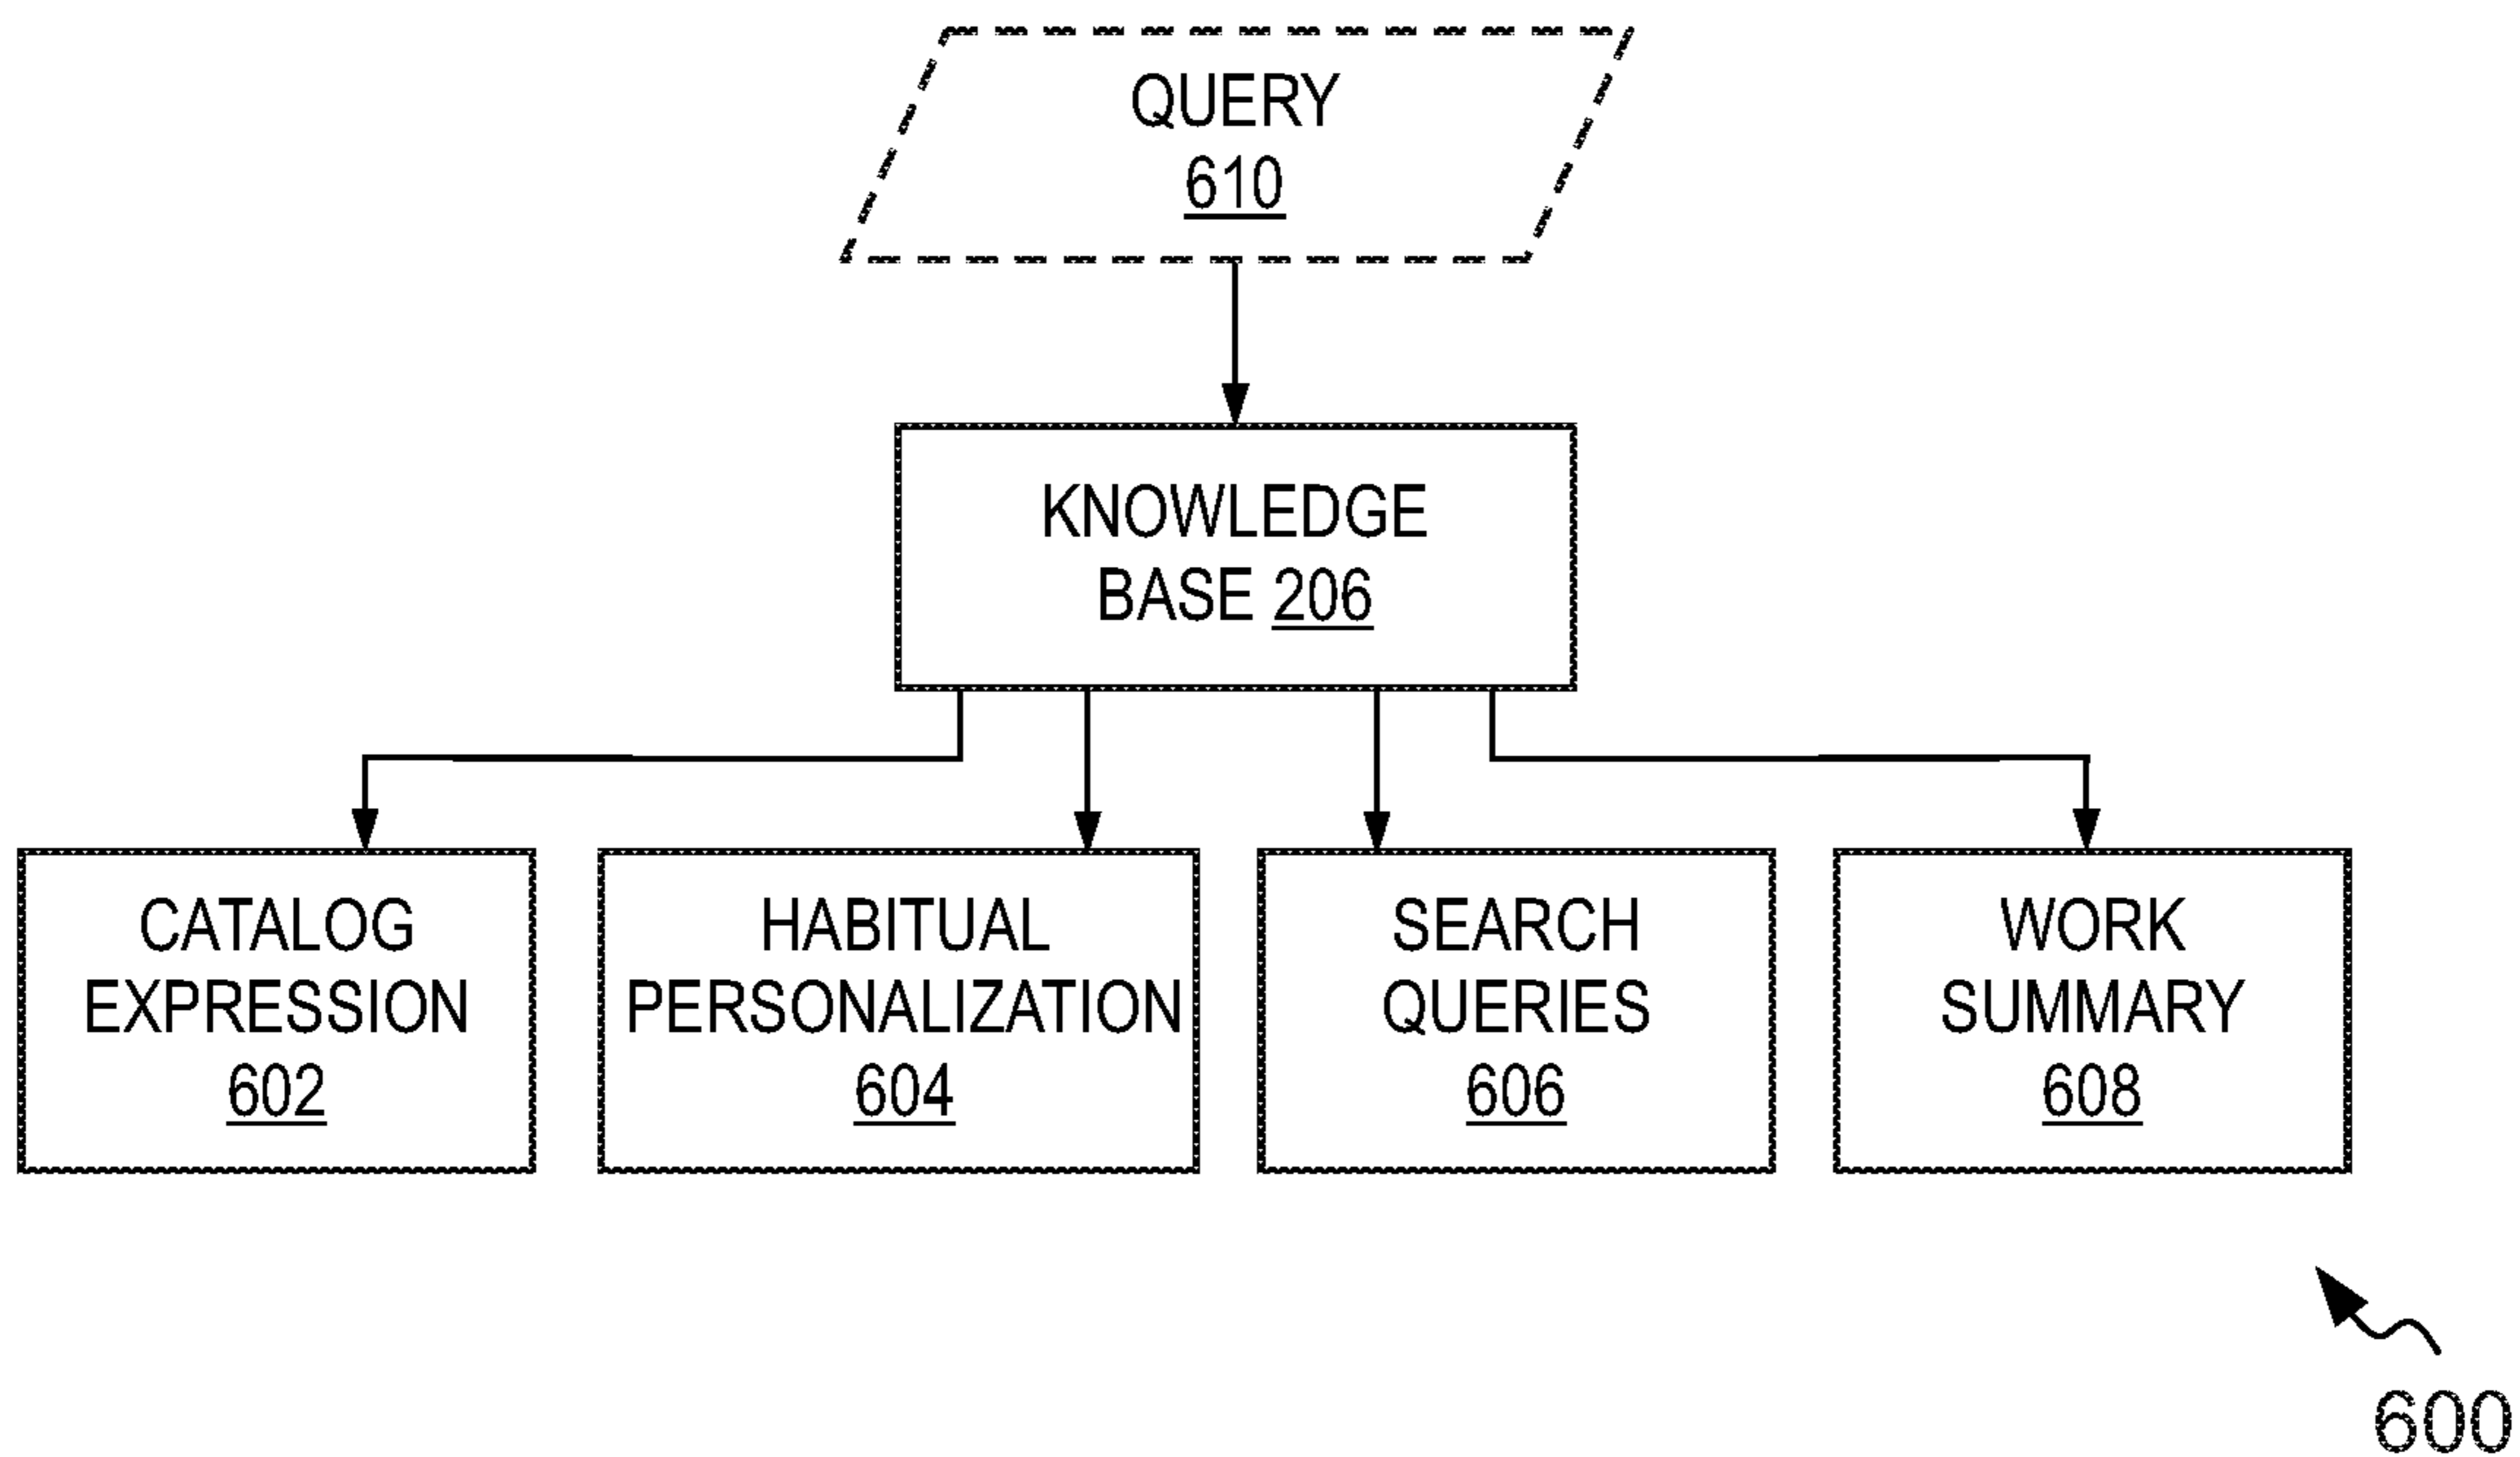 QUERY
610
KNOWLEDGE
BASE 206
CATALOG
EXPRESSION
602
HABITUAL
PERSONALIZATION
604
SEARCH
QUERIES
606
WORK
SUMMARY
608
600